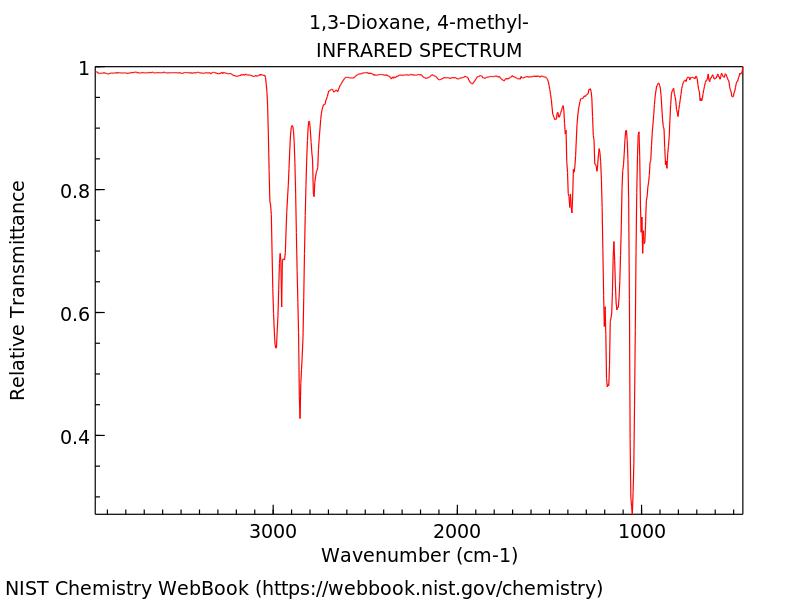 1,3-Dioxane, 4-methyl-
INFRARED SPECTRUM
1
0.8
0.6
0.4
Relative Transmittance
3000 2000 1000
Wavenumber (cm-1)
NIST Chemistry WebBook (https://webbook.nist.gov/chemistry)